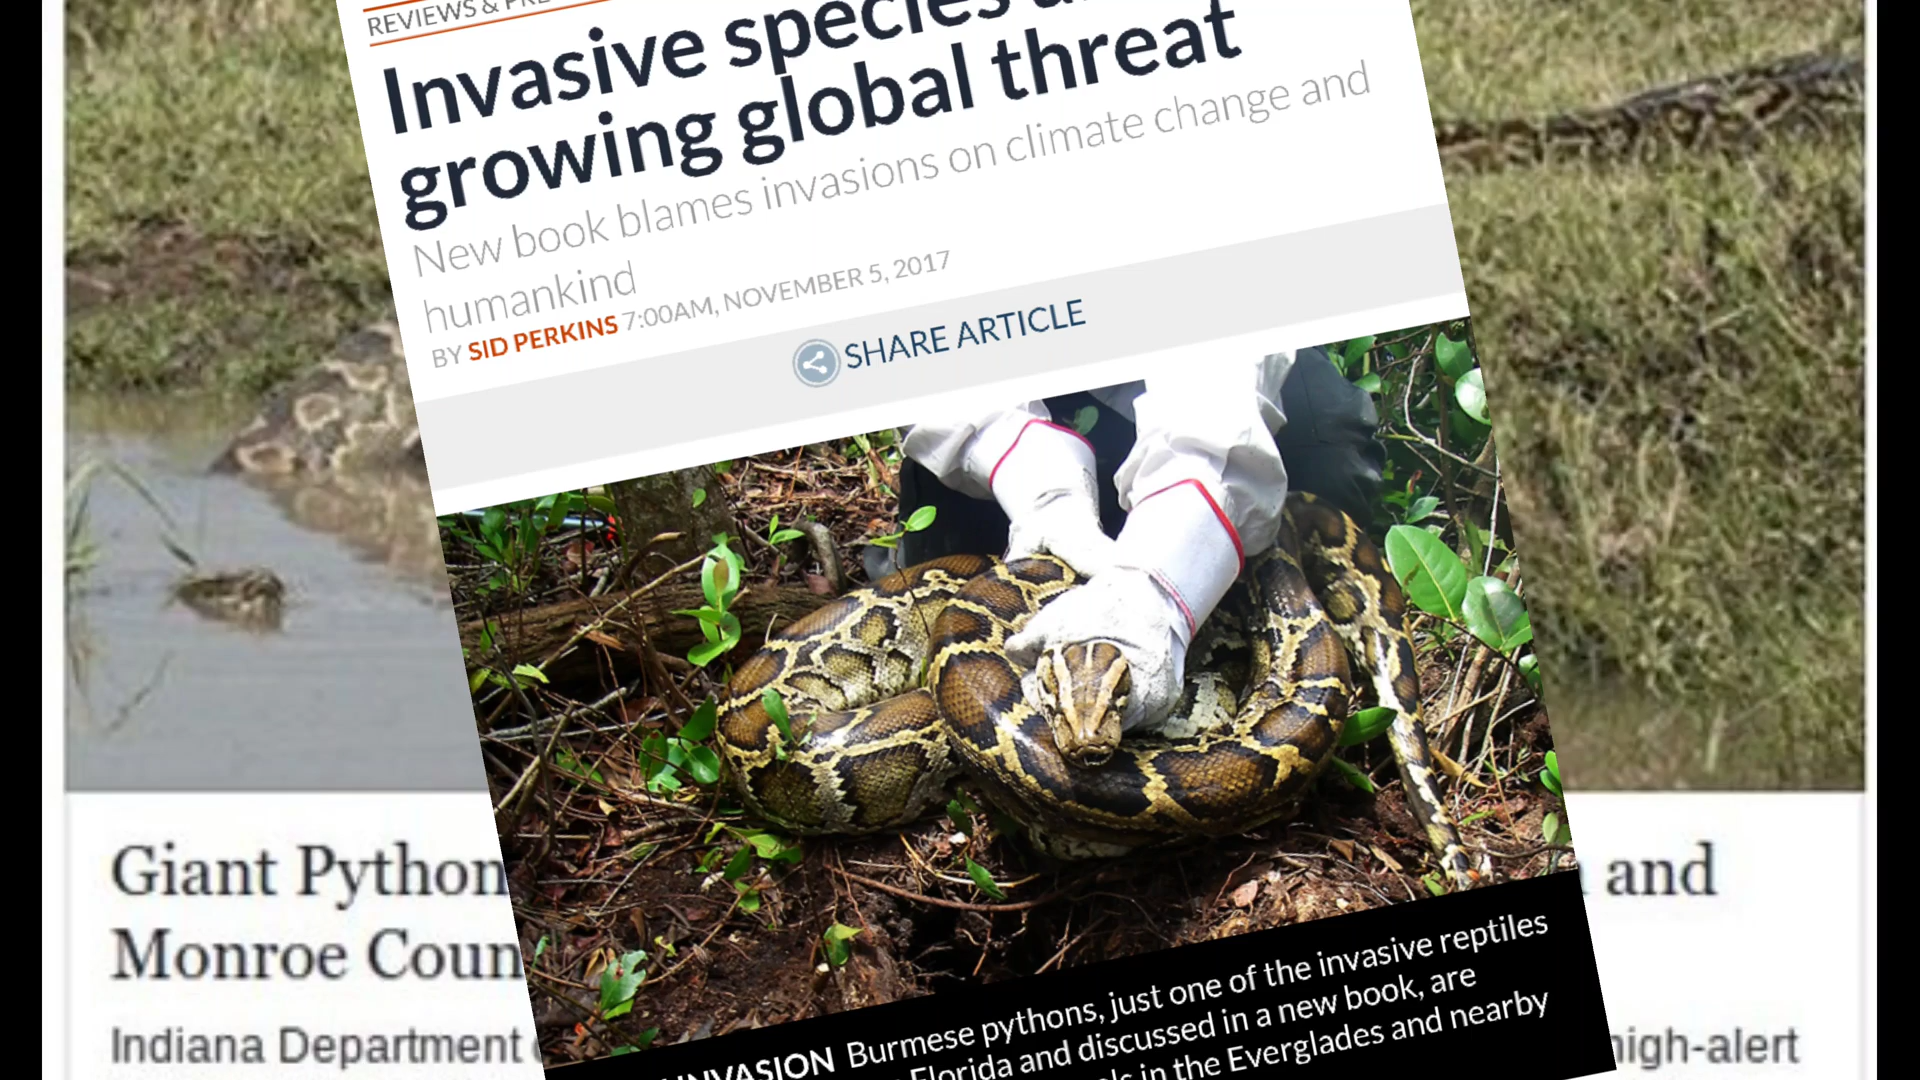 REVIEWS &
Invasive species
growing global threat
New book blames invasions on climate change and
humankind
BY SID PERKINS 7:00AM, NOVEMBER 5, 2017
SHARE ARTICLE
INVASION Burmese pythons, just one of the invasive reptiles
Florida and discussed in a new book, are
in the Everglades and nearby
Giant Python
and
Monroe Coun
Indiana Department
high-alert